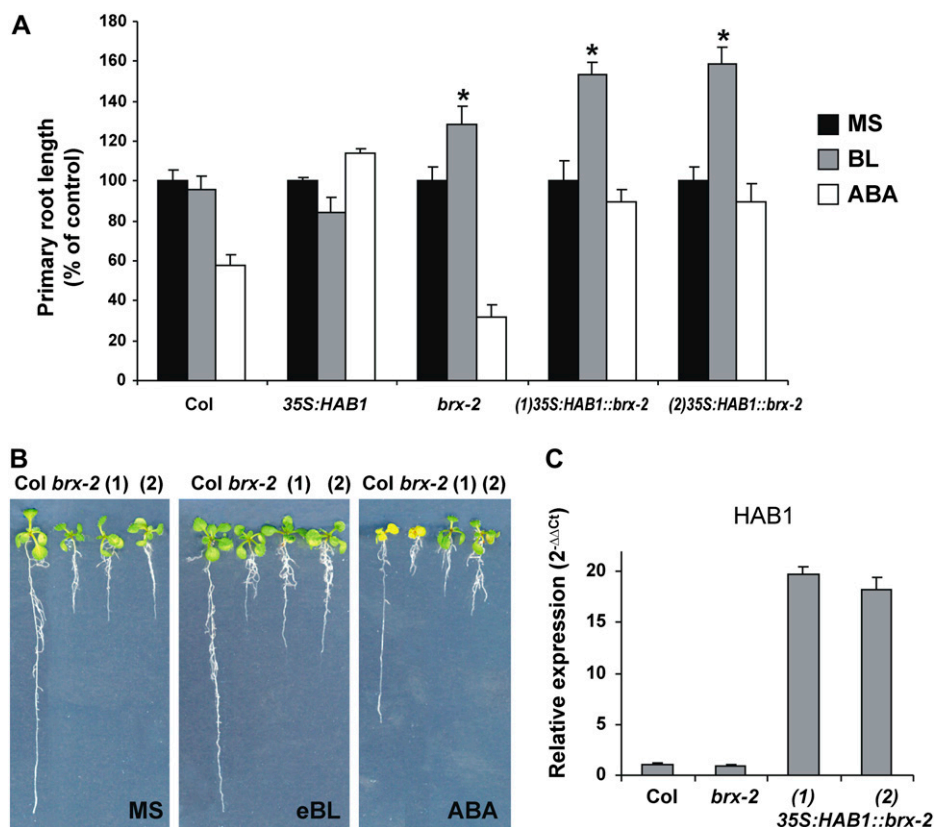 A
Primary root length
(% of control)
180
160
140
120
100
80
60
40
20
0
*
*
*
MS
BL
ABA
Col
35S:HAB1
brx-2
(1)35S:HAB1::brx-2
(2)35S:HAB1::brx-2
B
Col brx-2 (1) (2)
Col brx-2 (1) (2)
Col brx-2 (1) (2)
MS
eBL
ABA
C
HAB1
Relative expression (2-ΔΔCt)
20
15
10
5
0
Col
brx-2
(1)
(2)
35S:HAB1::brx-2